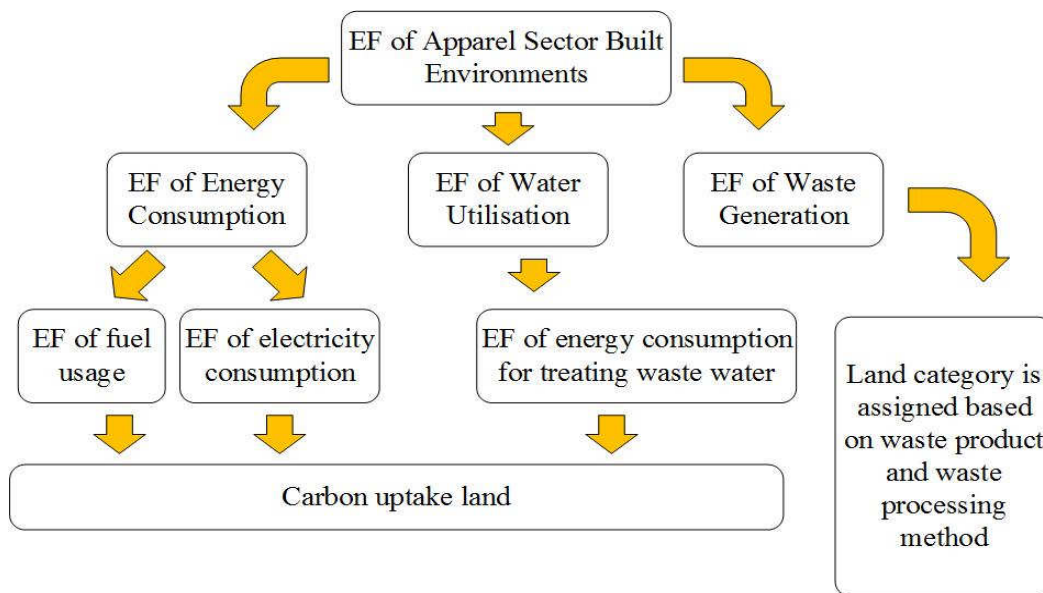 EF of Apparel Sector Built
Environments
EF of Energy
Consumption
EF of Water
Utilisation
EF of Waste
Generation
EF of fuel
usage
EF of electricity
consumption
EF of energy consumption
for treating waste water
Land category is
assigned based
on waste product
and waste
processing
method
Carbon uptake land